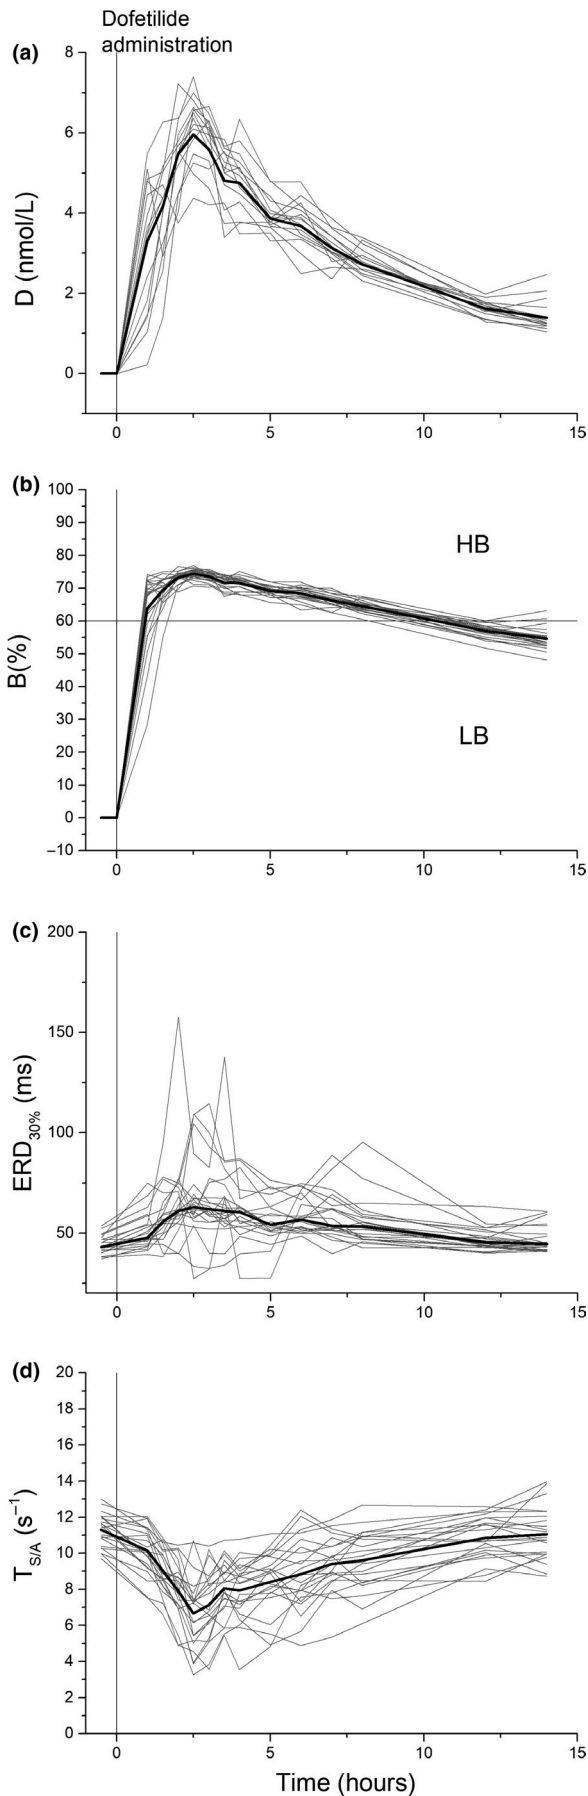 Dofetilide
administration
(a)
8
6
4
2
0
D (nmol/L)
0 5 10 15
(b)
100
90
80
70
60
50
40
30
20
10
0
–10
B(%)
HB
LB
0 5 10 15
(c)
200
150
100
50
ERD30% (ms)
0 5 10 15
(d)
20
18
16
14
12
10
8
6
4
2
0
TS/A (s–1)
0 5 10 15
Time (hours)